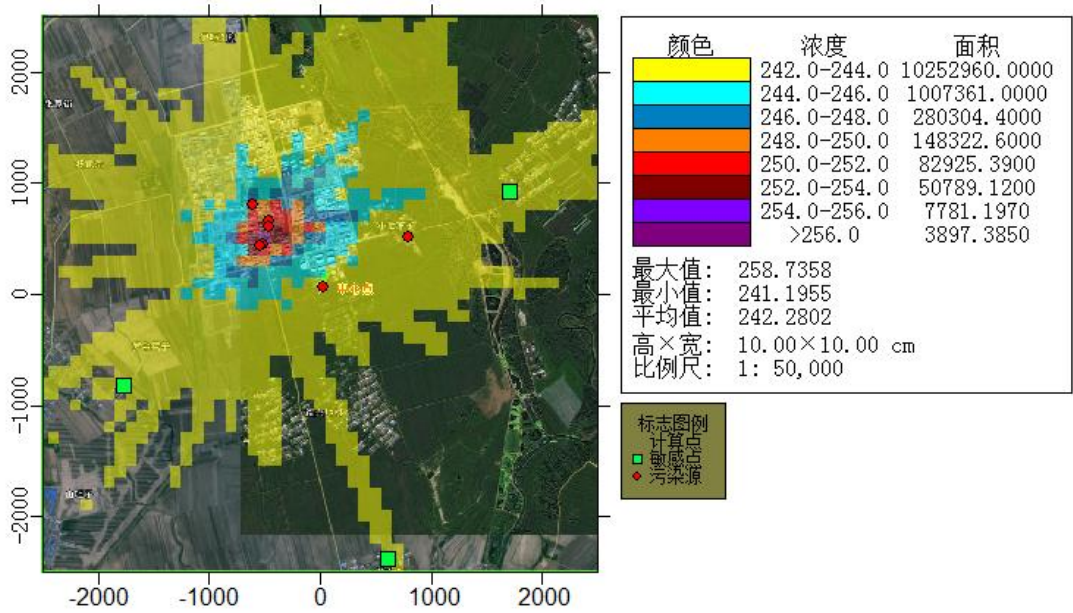 颜色 浓度 面积
242.0-244.0 10252960.0000
244.0-246.0 1007361.0000
246.0-248.0 280304.4000
248.0-250.0 148322.6000
250.0-252.0 82925.3900
252.0-254.0 50789.1200
254.0-256.0 7781.1970
>256.0 3897.3850
最大值: 258.7358
最小值: 241.1955
平均值: 242.2802
高×宽: 10.00×10.00 cm
比例尺: 1: 50,000
标志图例
计算点
敏感点
污染源
2000
1000
0
-1000
-2000
-2000 -1000 0 1000 2000